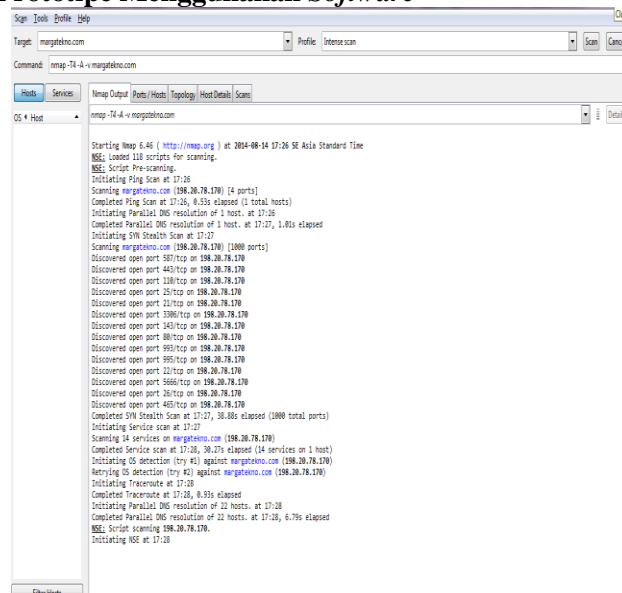 Prototipe Menggunakan Software
Scan Tools Profile Help
Target: margatekno.com Profile: Intense scan Scan
Command: nmap -T4 -A -v margatekno.com
Hosts Services Nmap Output Ports / Hosts Topology Host Details Scans
OS Host nmap -T4 -A -v margatekno.com
Starting Nmap 6.46 ( http://nmap.org ) at 2014-08-14 17:26 SE Asia Standard Time
NSE: Loaded 118 scripts for scanning.
NSE: Script Pre-scanning.
Initiating Ping Scan at 17:26
Scanning margatekno.com (198.20.78.170) [4 ports]
Completed Ping Scan at 17:26, 0.53s elapsed (1 total hosts)
Initiating Parallel DNS resolution of 1 host. at 17:26
Completed Parallel DNS resolution of 1 host. at 17:27, 1.01s elapsed
Initiating SYN Stealth Scan at 17:27
Scanning margatekno.com (198.20.78.170) [1000 ports]
Discovered open port 587/tcp on 198.20.78.170
Discovered open port 443/tcp on 198.20.78.170
Discovered open port 110/tcp on 198.20.78.170
Discovered open port 25/tcp on 198.20.78.170
Discovered open port 21/tcp on 198.20.78.170
Discovered open port 3306/tcp on 198.20.78.170
Discovered open port 143/tcp on 198.20.78.170
Discovered open port 80/tcp on 198.20.78.170
Discovered open port 993/tcp on 198.20.78.170
Discovered open port 995/tcp on 198.20.78.170
Discovered open port 22/tcp on 198.20.78.170
Discovered open port 5666/tcp on 198.20.78.170
Discovered open port 26/tcp on 198.20.78.170
Discovered open port 465/tcp on 198.20.78.170
Completed SYN Stealth Scan at 17:27, 38.88s elapsed (1000 total ports)
Initiating Service scan at 17:27
Scanning 14 services on margatekno.com (198.20.78.170)
Completed Service scan at 17:28, 30.27s elapsed (14 services on 1 host)
Initiating OS detection (try #1) against margatekno.com (198.20.78.170)
Retrying OS detection (try #2) against margatekno.com (198.20.78.170)
Initiating Traceroute at 17:28
Completed Traceroute at 17:28, 0.93s elapsed
Initiating Parallel DNS resolution of 22 hosts. at 17:28
Completed Parallel DNS resolution of 22 hosts. at 17:28, 6.79s elapsed
NSE: Script scanning 198.20.78.170.
Initiating NSE at 17:28